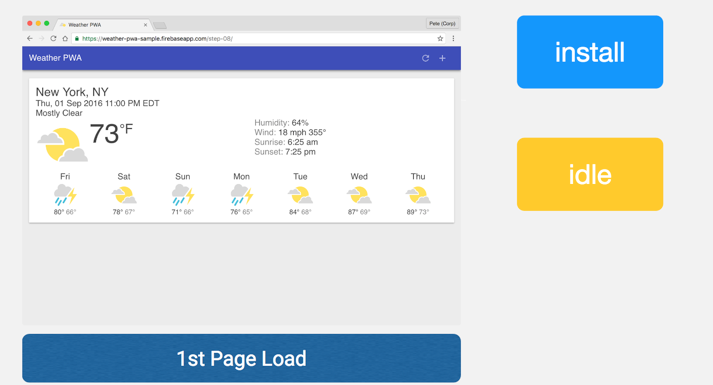 Weather PWA
Pete (Corp)
https://weather-pwa-sample.firebaseapp.com/step-08/
Weather PWA
New York, NY
Thu, 01 Sep 2016 11:00 PM EDT
Mostly Clear
73°F
Humidity: 64%
Wind: 18 mph 355°
Sunrise: 6:25 am
Sunset: 7:25 pm
Fri Sat Sun Mon Tue Wed Thu
80° 66° 78° 67° 71° 66° 76° 65° 84° 68° 87° 69° 89° 73°
1st Page Load
install
idle